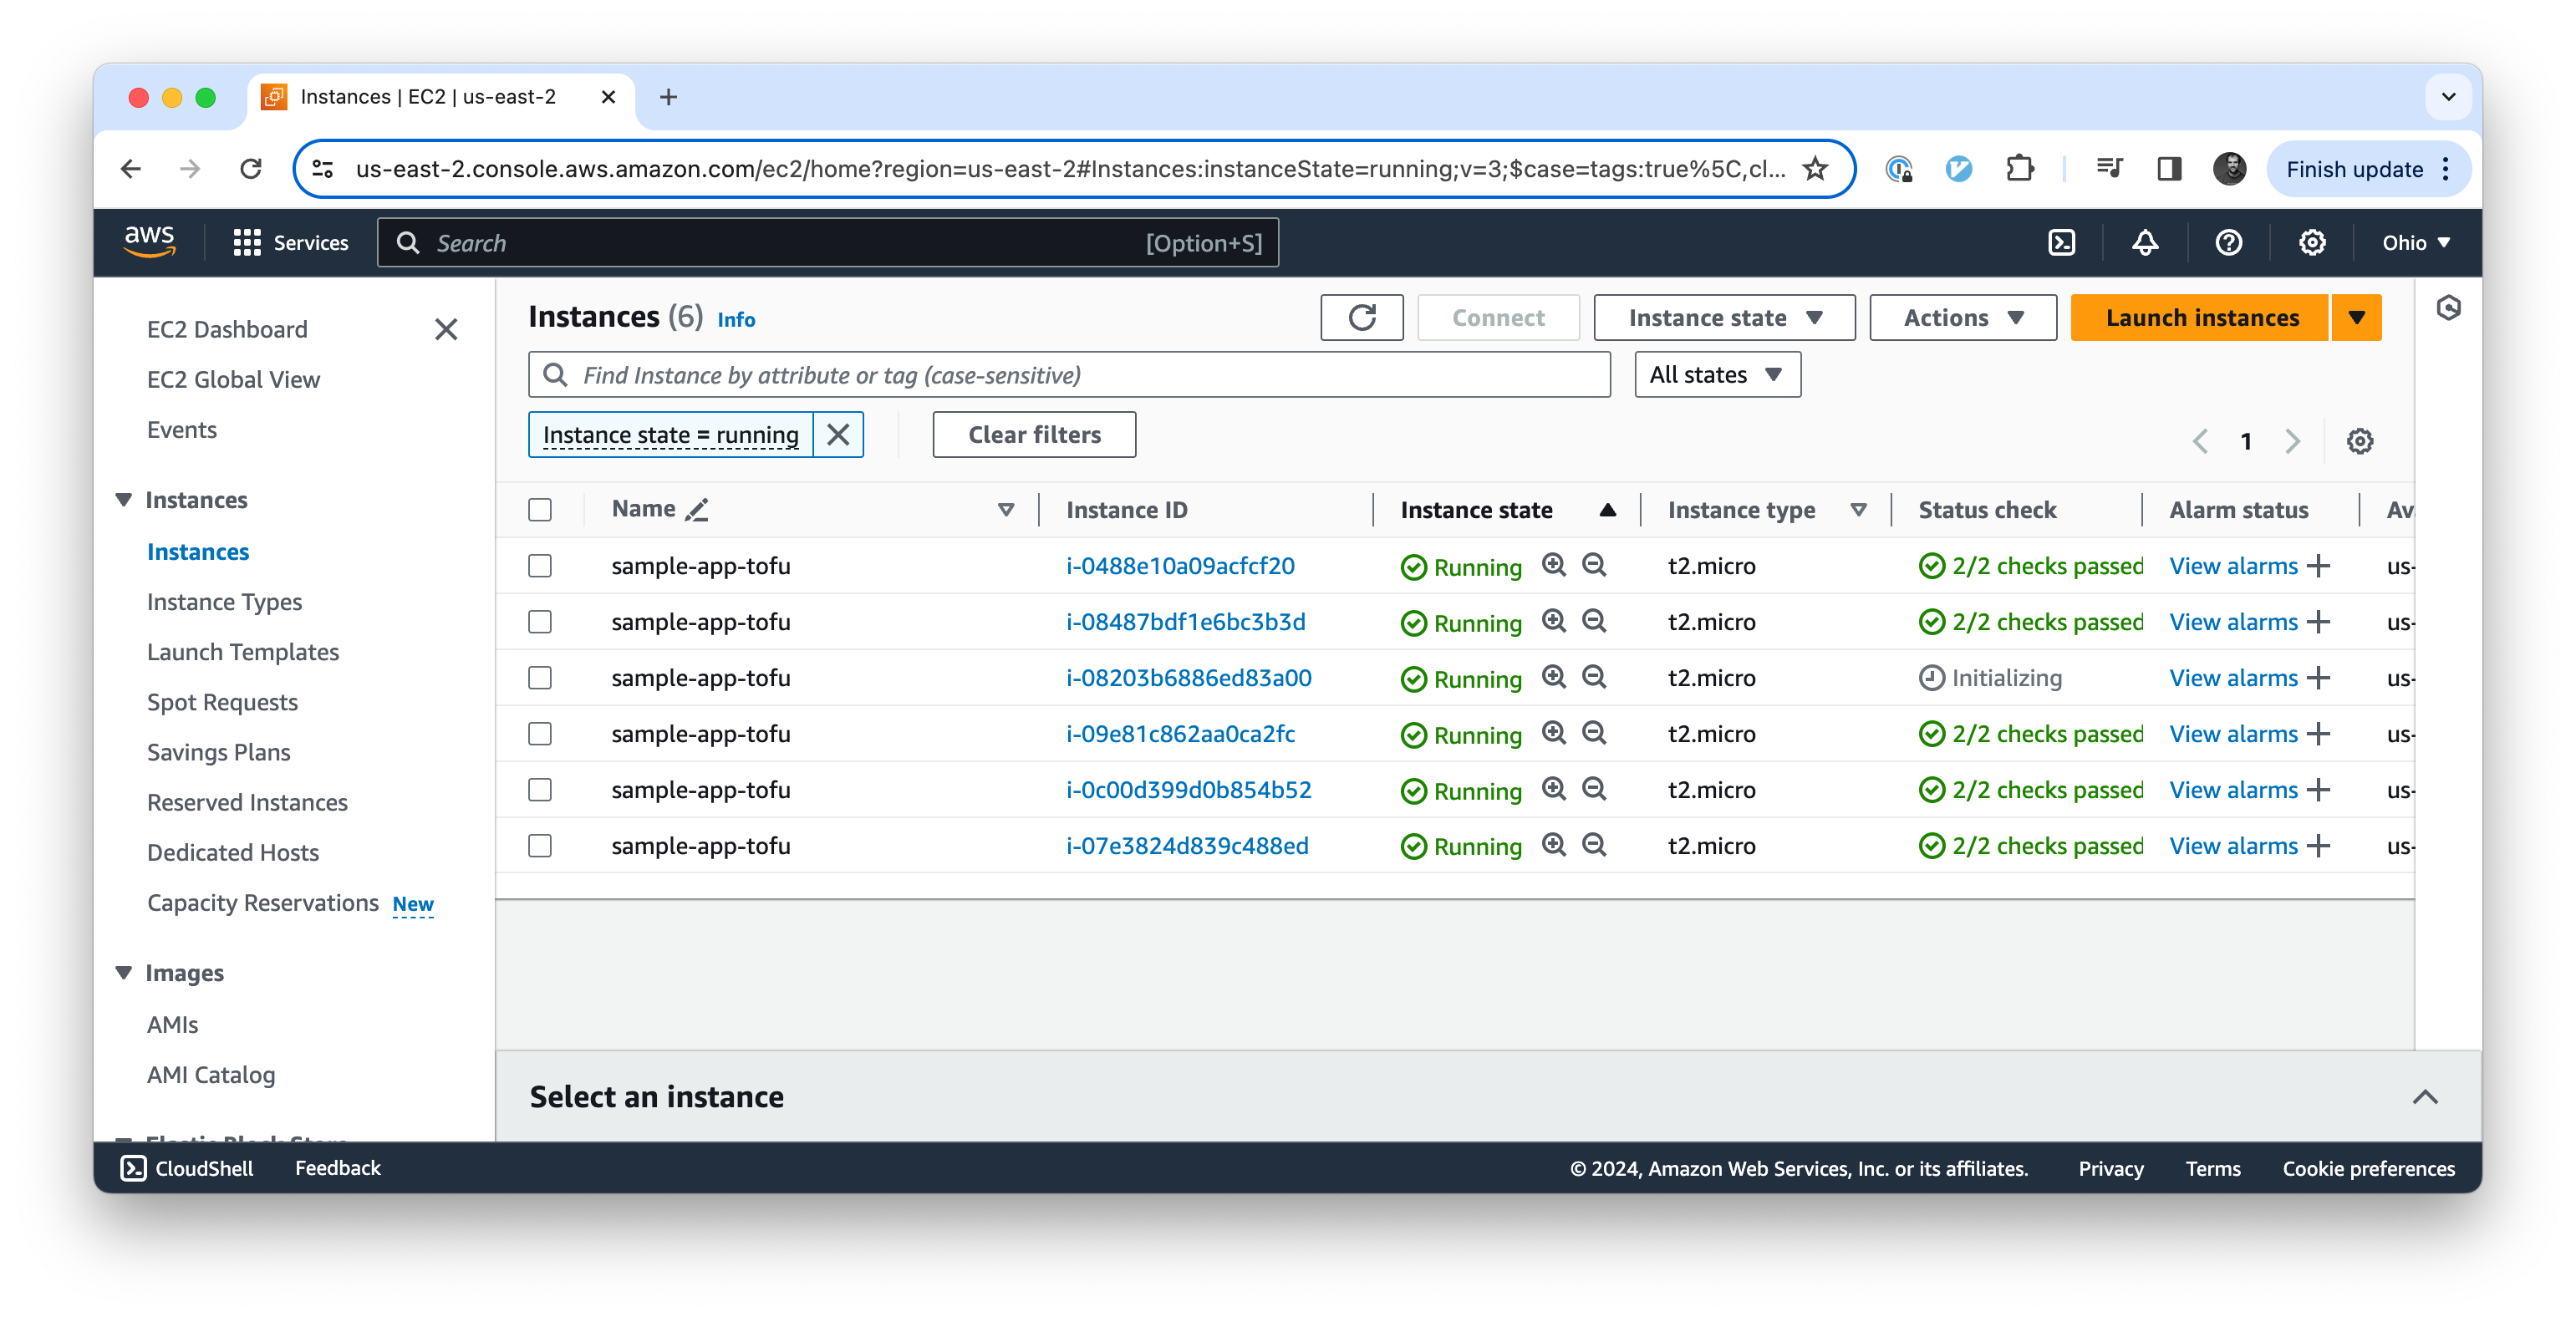 Instances | EC2 | us-east-2
us-east-2.console.aws.amazon.com/ec2/home?region=us-east-2#Instances:instanceState=running;v=3;$case=tags:true%5C,cl...
Finish update
aws
Services
Search
[Option+S]
Ohio
EC2 Dashboard
EC2 Global View
Events
Instances
Instances
Instance Types
Launch Templates
Spot Requests
Savings Plans
Reserved Instances
Dedicated Hosts
Capacity Reservations New
Images
AMIs
AMI Catalog
Elastic Block Store
Instances (6) Info
Connect
Instance state
Actions
Launch instances
Find Instance by attribute or tag (case-sensitive)
All states
Instance state = running
Clear filters
1
Name Instance ID Instance state Instance type Status check Alarm status Av
sample-app-tofu i-0488e10a09acfcf20 Running t2.micro 2/2 checks passed View alarms us-
sample-app-tofu i-08487bdf1e6bc3b3d Running t2.micro 2/2 checks passed View alarms us-
sample-app-tofu i-08203b6886ed83a00 Running t2.micro Initializing View alarms us-
sample-app-tofu i-09e81c862aa0ca2fc Running t2.micro 2/2 checks passed View alarms us-
sample-app-tofu i-0c00d399d0b854b52 Running t2.micro 2/2 checks passed View alarms us-
sample-app-tofu i-07e3824d839c488ed Running t2.micro 2/2 checks passed View alarms us-
Select an instance
CloudShell
Feedback
© 2024, Amazon Web Services, Inc. or its affiliates.
Privacy
Terms
Cookie preferences